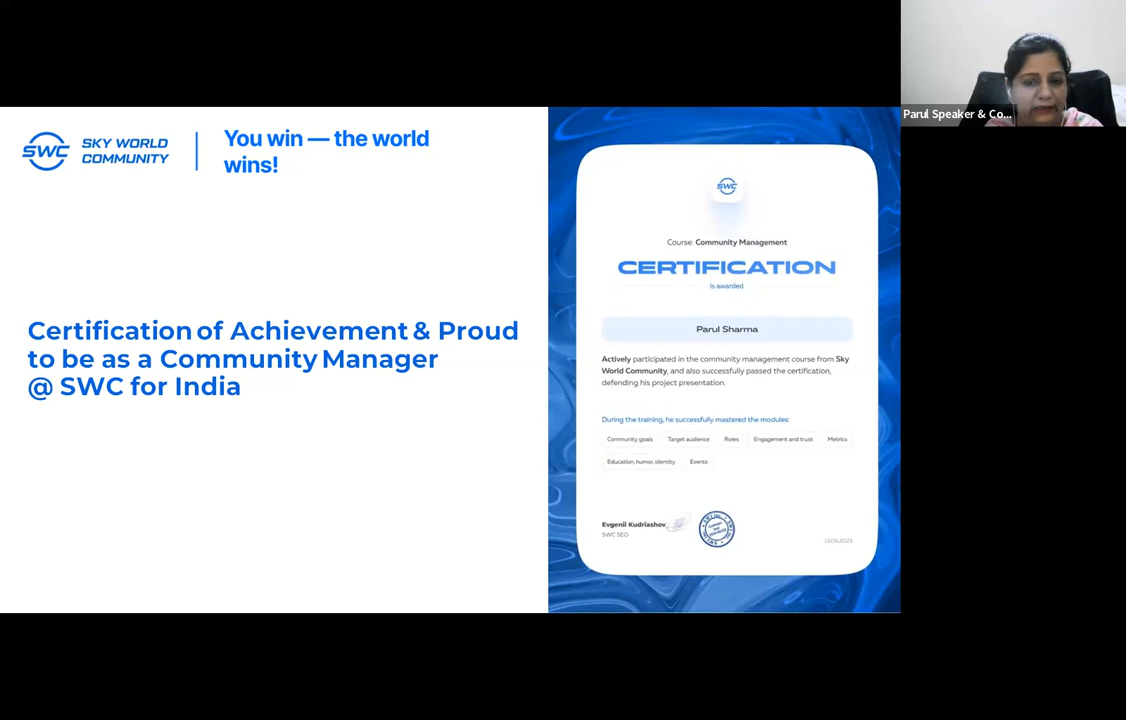 Parul Speaker & Co...
SWC
SKY WORLD
COMMUNITY
You win — the world
wins!
Certification of Achievement & Proud
to be as a Community Manager
@ SWC for India
SWC
Course: Community Management
CERTIFICATION
is awarded
Parul Sharma
Actively participated in the community management course from Sky
World Community, and also successfully passed the certification,
defending his project presentation.
During the training, he successfully mastered the modules:
Community goals Target audience Roles Engagement and trust Metrics
Education, humor, identity Events
Evgenii Kudriashov
SWC SEO
13.06.2023